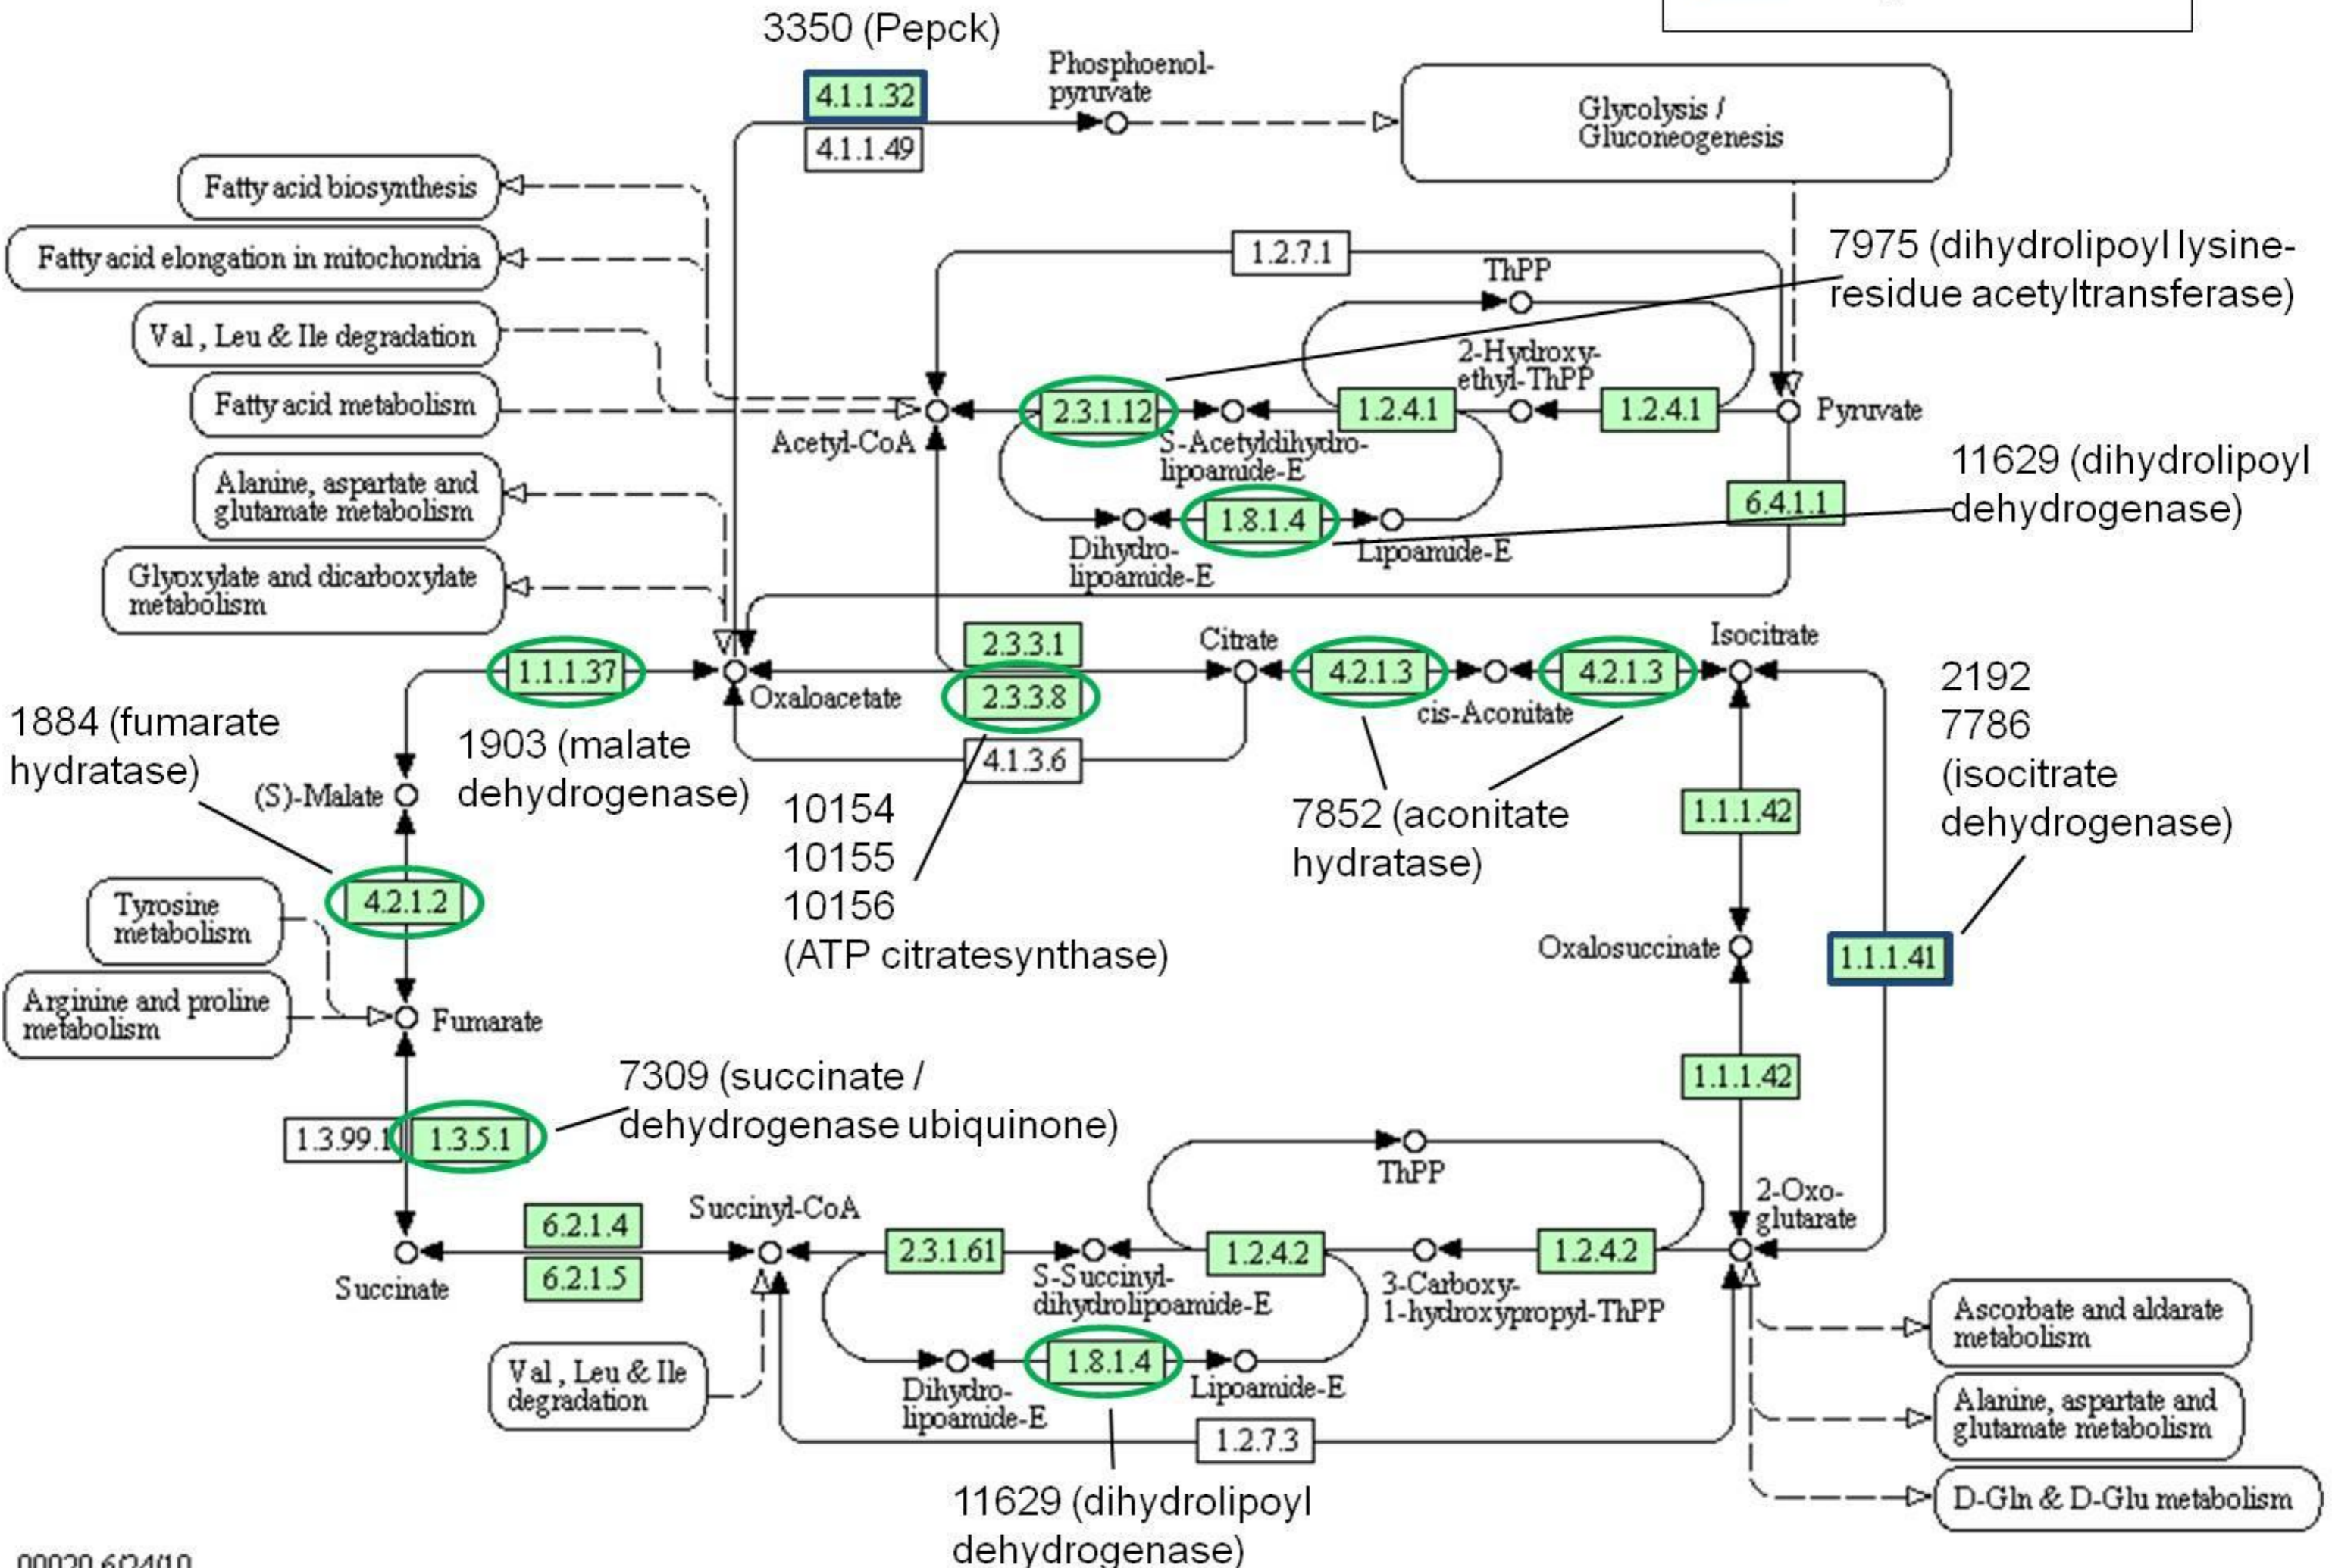 3350 (Pepck)
Phosphoenol-
pyruvate
4.1.1.32
4.1.1.49
Glycolysis /
Gluconeogenesis
Fatty acid biosynthesis
Fatty acid elongation in mitochondria
Val , Leu & Ile degradation
Fatty acid metabolism
Alanine, aspartate and
glutamate metabolism
Glyoxylate and dicarboxylate
metabolism
1.2.7.1
ThPP
7975 (dihydrolipoyl lysine-
residue acetyltransferase)
2-Hydroxy-
ethyl-ThPP
2.3.1.12
1.2.4.1
1.2.4.1
Pyruvate
Acetyl-CoA
S-Acetyldihydro-
lipoamide-E
11629 (dihydrolipoyl
dehydrogenase)
6.4.1.1
1.8.1.4
Dihydro-
lipoamide-E
Lipoamide-E
1.1.1.37
Oxaloacetate
2.3.3.1
2.3.3.8
4.1.3.6
Citrate
4.2.1.3
cis-Aconitate
4.2.1.3
Isocitrate
2192
7786
(isocitrate
dehydrogenase)
1884 (fumarate
hydratase)
1903 (malate
dehydrogenase)
(S)-Malate
10154
10155
10156
(ATP citratesynthase)
7852 (aconitate
hydratase)
1.1.1.42
4.2.1.2
Tyrosine
metabolism
Oxalosuccinate
1.1.1.41
Arginine and proline
metabolism
Fumarate
1.1.1.42
7309 (succinate /
dehydrogenase ubiquinone)
1.3.99.1
1.3.5.1
ThPP
2-Oxo-
glutarate
6.2.1.4
6.2.1.5
Succinate
Succinyl-CoA
2.3.1.61
S-Succinyl-
dihydrolipoamide-E
1.2.4.2
3-Carboxy-
1-hydroxypropyl-ThPP
1.2.4.2
Val , Leu & Ile
degradation
Dihydro-
lipoamide-E
1.8.1.4
Lipoamide-E
1.2.7.3
Ascorbate and aldarate
metabolism
Alanine, aspartate and
glutamate metabolism
D-Gln & D-Glu metabolism
11629 (dihydrolipoyl
dehydrogenase)
00020 6/24/10